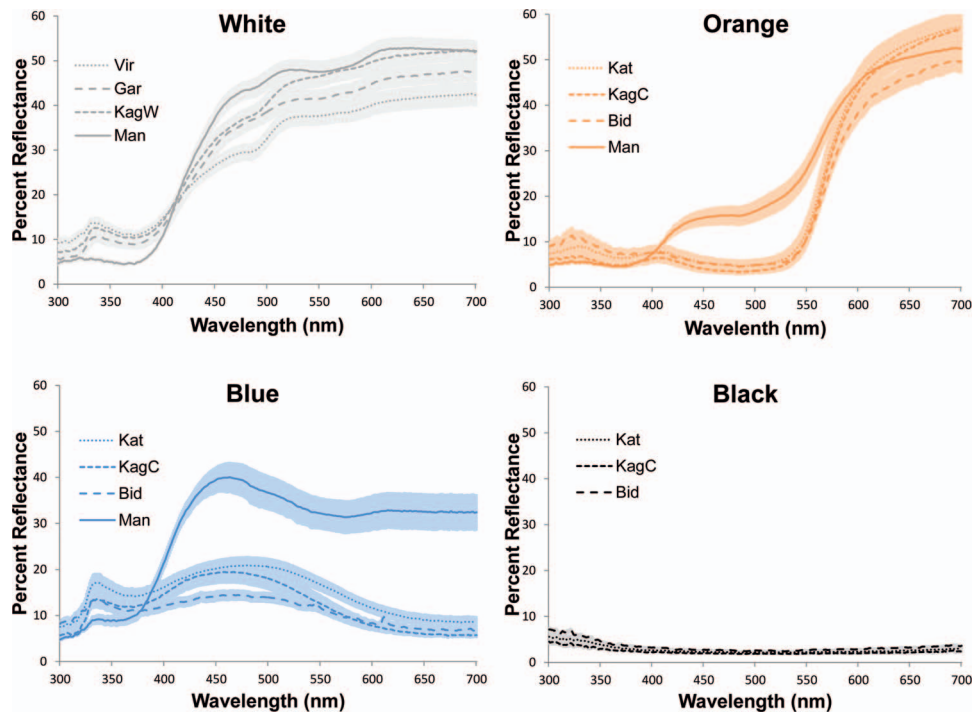 White
Percent Reflectance
60
50
40
30
20
10
0
Vir
Gar
KagW
Man
300 350 400 450 500 550 600 650 700
Wavelength (nm)
Orange
Percent Reflectance
60
50
40
30
20
10
0
Kat
KagC
Bid
Man
300 350 400 450 500 550 600 650 700
Wavelenth (nm)
Blue
Percent Reflectance
60
50
40
30
20
10
0
Kat
KagC
Bid
Man
300 350 400 450 500 550 600 650 700
Wavelength (nm)
Black
Percent Reflectance
60
50
40
30
20
10
0
Kat
KagC
Bid
300 350 400 450 500 550 600 650 700
Wavelength (nm)